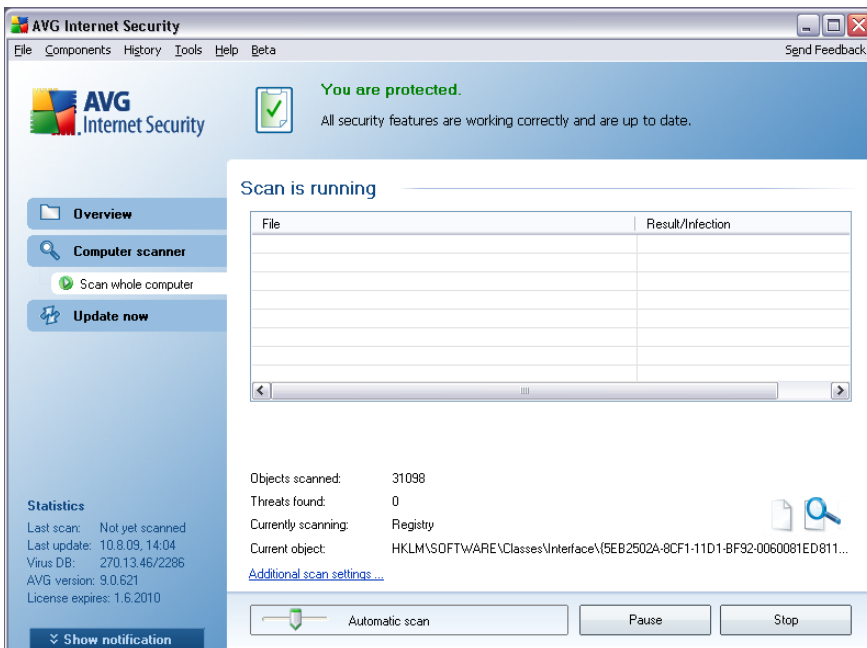 AVG Internet Security
File Components History Tools Help Beta
Send Feedback
AVG
Internet Security
You are protected.
All security features are working correctly and are up to date.
Overview
Computer scanner
Scan whole computer
Update now
Scan is running
File Result/Infection
Objects scanned: 31098
Threats found: 0
Currently scanning: Registry
Current object: HKLM\SOFTWARE\Classes\Interface\{5EB2502A-8CF1-11D1-BF92-0060081ED811...
Additional scan settings ...
Statistics
Last scan: Not yet scanned
Last update: 10.8.09, 14:04
Virus DB: 270.13.46/2286
AVG version: 9.0.621
License expires: 1.6.2010
Show notification
Automatic scan
Pause
Stop